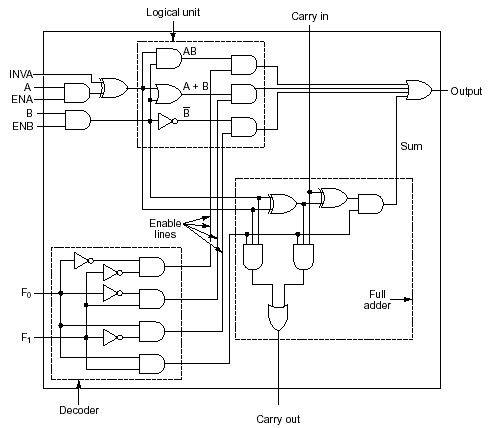 Logical unit
Carry in
INVA
A
ENA
B
ENB
AB
A + B
B̅
Output
Sum
Enable
lines
F₀
F₁
Full
adder
Decoder
Carry out